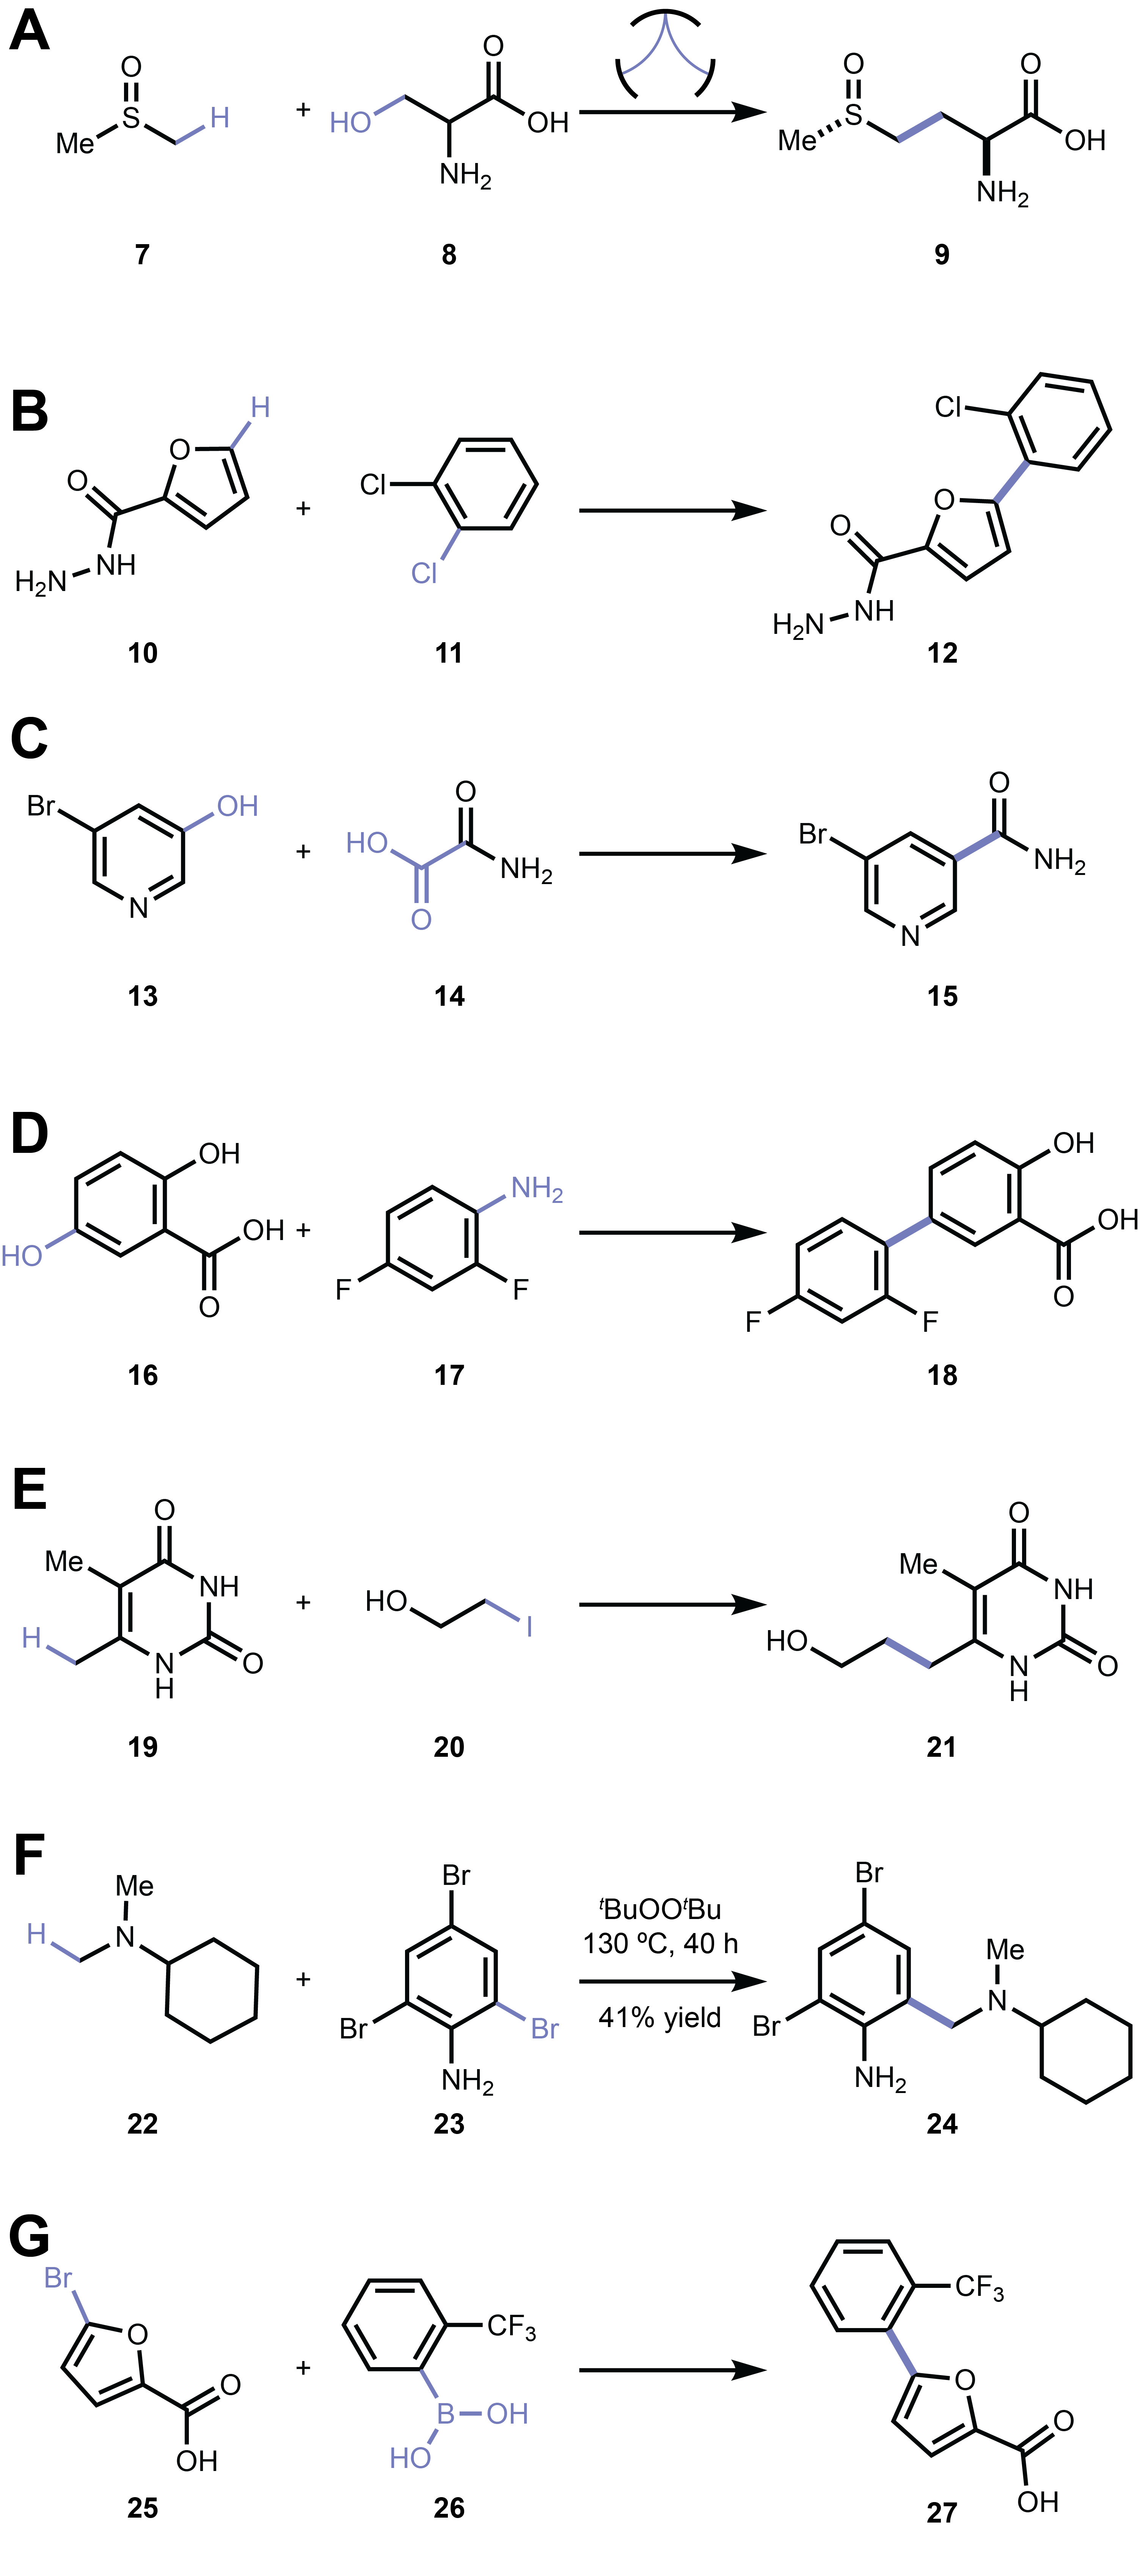 A
O
S
Me
H
+
HO
O
OH
NH₂
O
S
Me
O
OH
NH₂
7
8
9
B
H
O
O
NH
H₂N
+
Cl
Cl
Cl
O
O
NH
H₂N
10
11
12
C
Br
OH
N
+
HO
O
O
NH₂
Br
O
NH₂
N
13
14
15
D
OH
HO
OH
O
+
NH₂
F
F
OH
OH
O
F
F
16
17
18
E
O
Me
NH
H
N
H
O
+
HO
I
O
Me
NH
HO
N
H
O
19
20
21
F
Me
H
N
+
Br
Br
Br
NH₂
ᵗBuOOᵗBu
130 ºC, 40 h
41% yield
Br
Me
N
Br
NH₂
22
23
24
G
Br
O
O
OH
+
CF₃
B
OH
HO
CF₃
O
O
OH
25
26
27